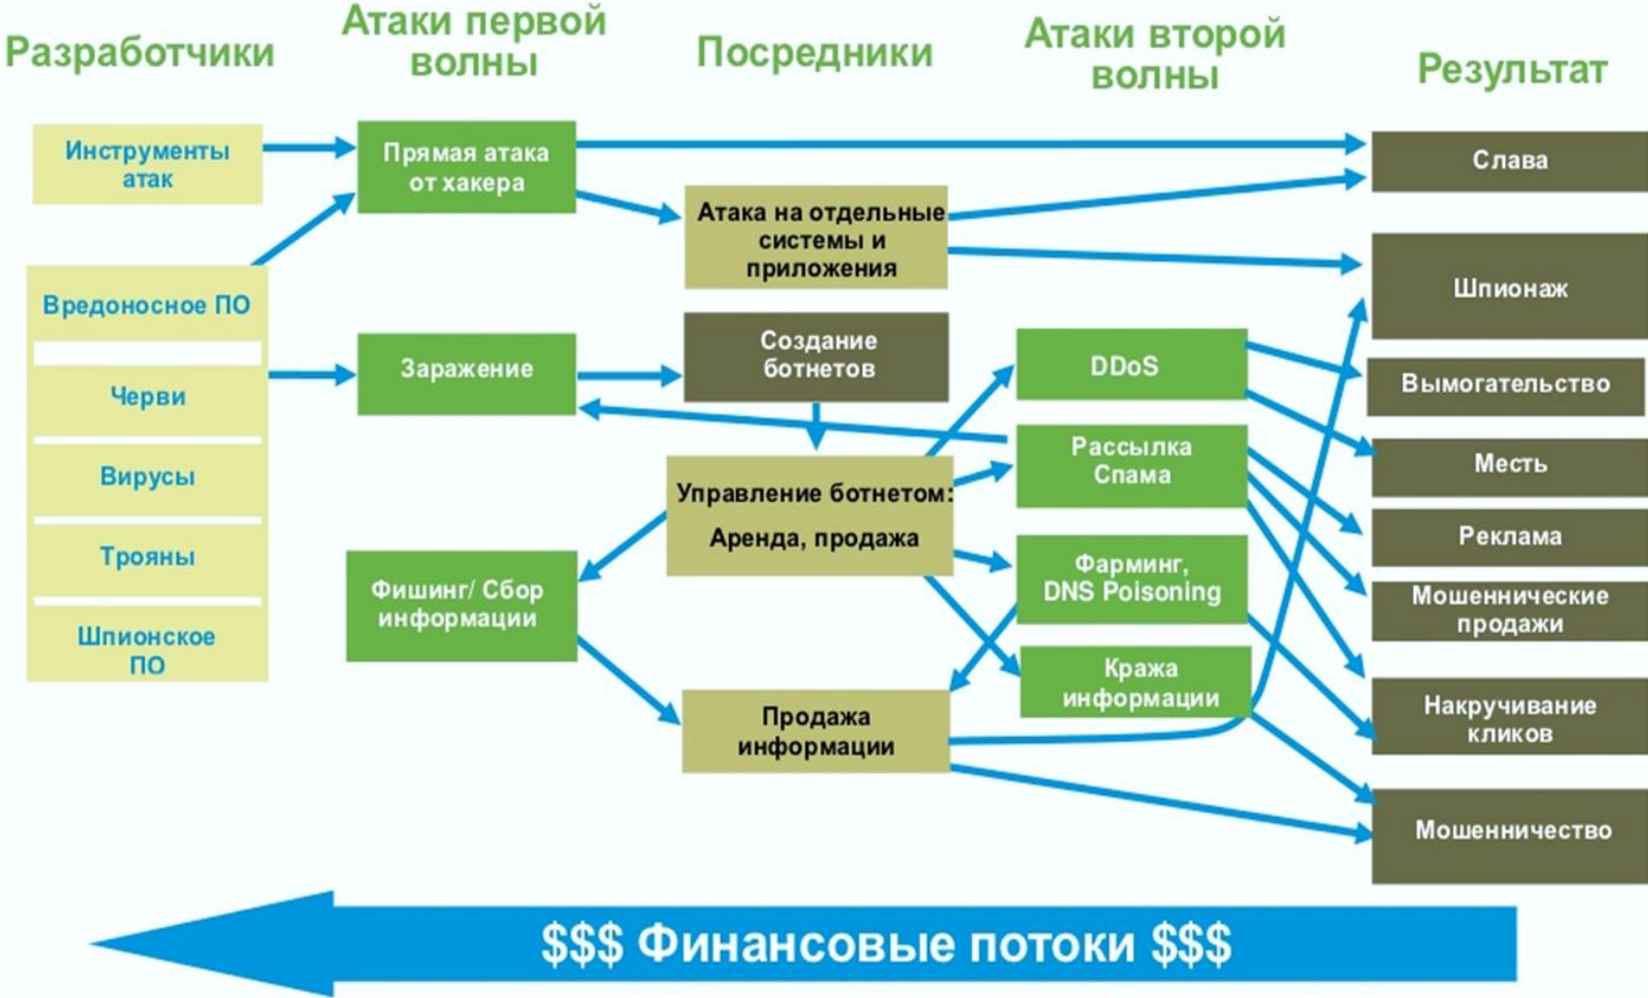 Разработчики
Атаки первой
волны
Посредники
Атаки второй
волны
Результат
Инструменты
атак
Вредоносное ПО
Черви
Вирусы
Трояны
Шпионское
ПО
Прямая атака
от хакера
Заражение
Фишинг/ Сбор
информации
Атака на отдельные
системы и
приложения
Создание
ботнетов
Управление ботнетом:
Аренда, продажа
Продажа
информации
DDoS
Рассылка
Спама
Фарминг,
DNS Poisoning
Кража
информации
Слава
Шпионаж
Вымогательство
Месть
Реклама
Мошеннические
продажи
Накручивание
кликов
Мошенничество
$$$ Финансовые потоки $$$